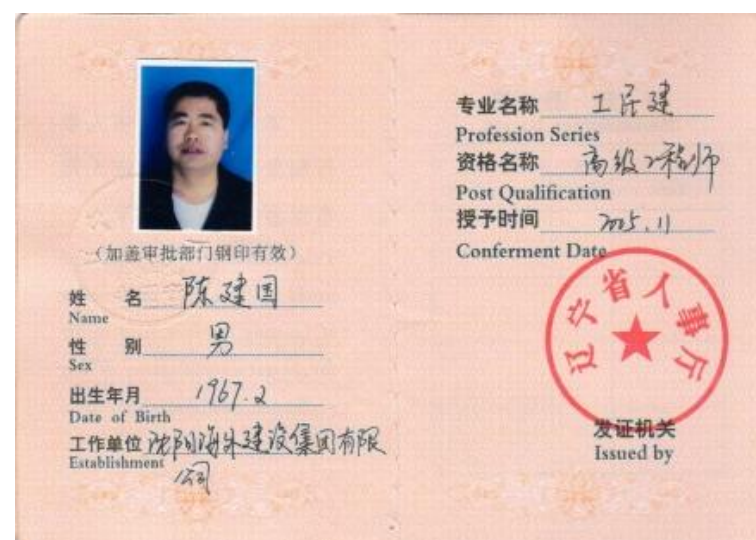 (加盖审批部门钢印有效)
姓 名 陈建国
Name
性 别 男
Sex
出生年月 1967.2
Date of Birth
工作单位 沈阳海外建设集团有限
Establishment
公司
专业名称 工民建
Profession Series
资格名称 高级工程师
Post Qualification
授予时间 2005.11
Conferment Date
辽宁省人事厅
发证机关
Issued by